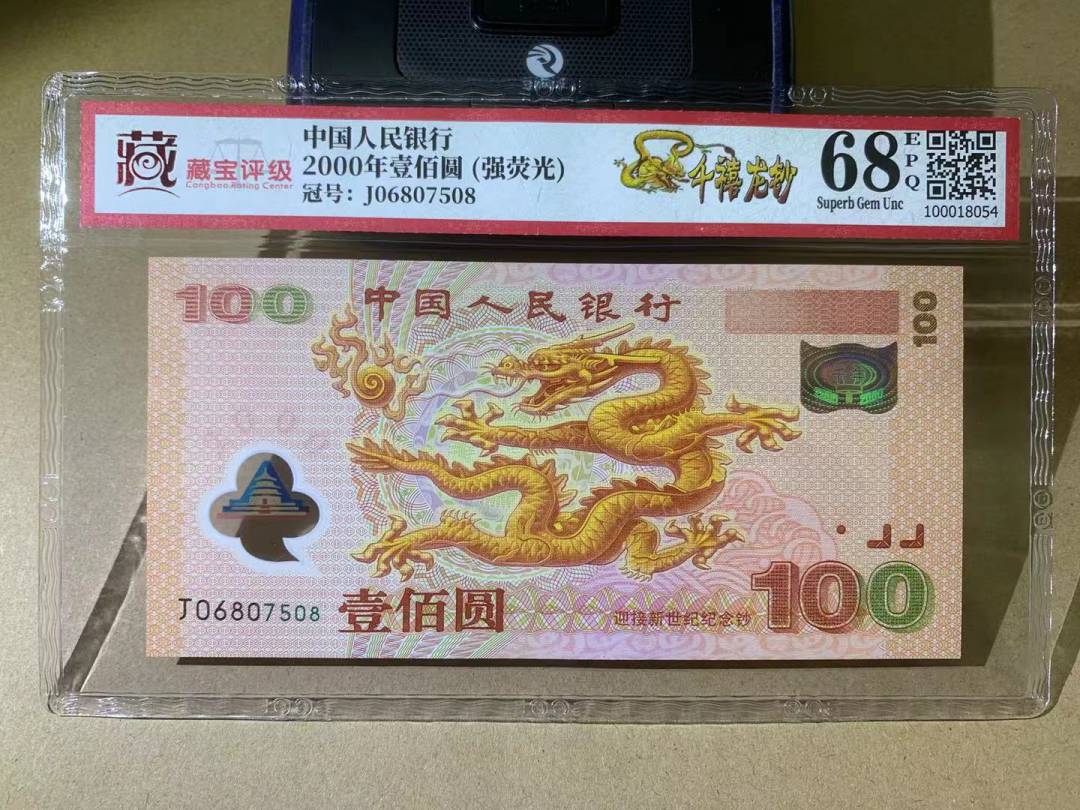 藏
藏宝评级
Cangbao Rating Center
中国人民银行
2000年壹佰圆 (强荧光)
冠号: J06807508
千禧龙钞
68
EPQ
Superb Gem Unc
100018054
100
中国人民银行
100
J06807508
壹佰圆
迎接新世纪纪念钞
100